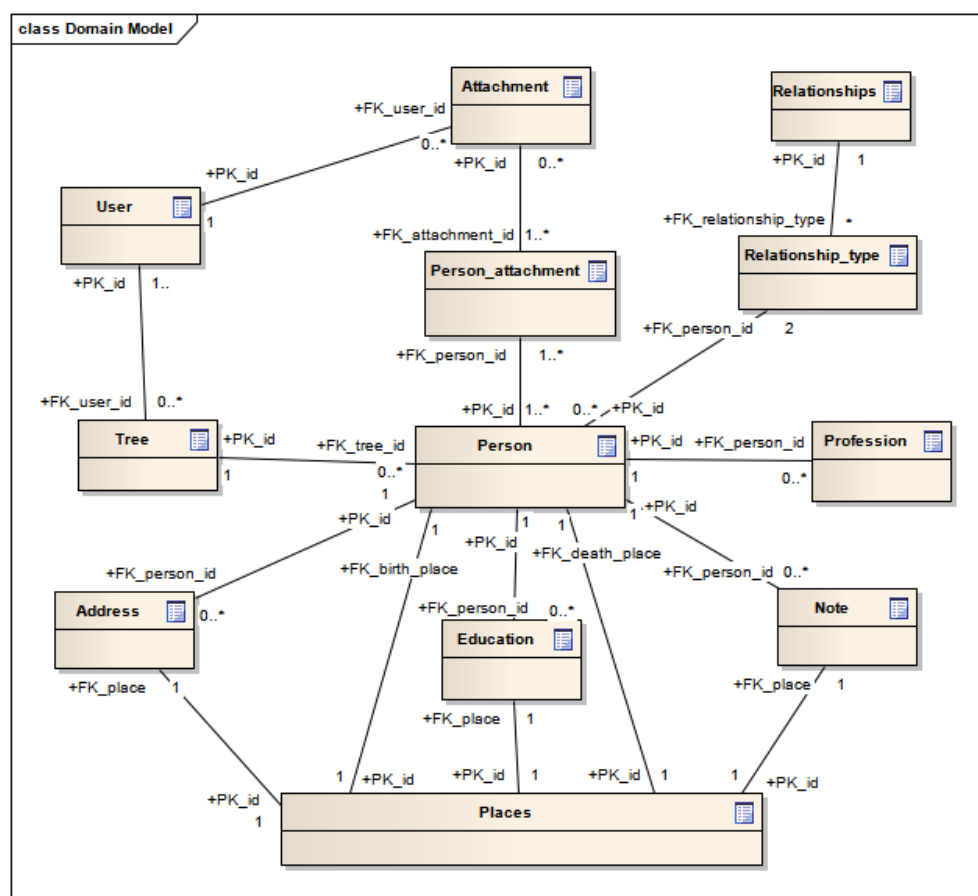 class Domain Model
Attachment
Relationships
+FK_user_id
0..*
+PK_id
0..*
+PK_id
1
+PK_id
User
1
+FK_relationship_type
*
+FK_attachment_id
1..*
Person_attachment
Relationship_type
+PK_id
1..
+FK_person_id
2
+FK_person_id
1..*
+FK_user_id
0..*
+PK_id
1..*
0..*
+PK_id
Tree
+PK_id
+FK_tree_id
Person
+PK_id
+FK_person_id
Profession
1
0..*
1
0..*
1
+PK_id
1
+PK_id
1
1
1
+PK_id
+FK_birth_place
+FK_death_place
+FK_person_id
+FK_person_id
0..*
Address
0..*
+FK_person_id
0..*
Note
Education
+FK_place
1
+FK_place
1
+FK_place
1
1
+PK_id
+PK_id
1
+PK_id
1
1
+PK_id
+PK_id
1
Places